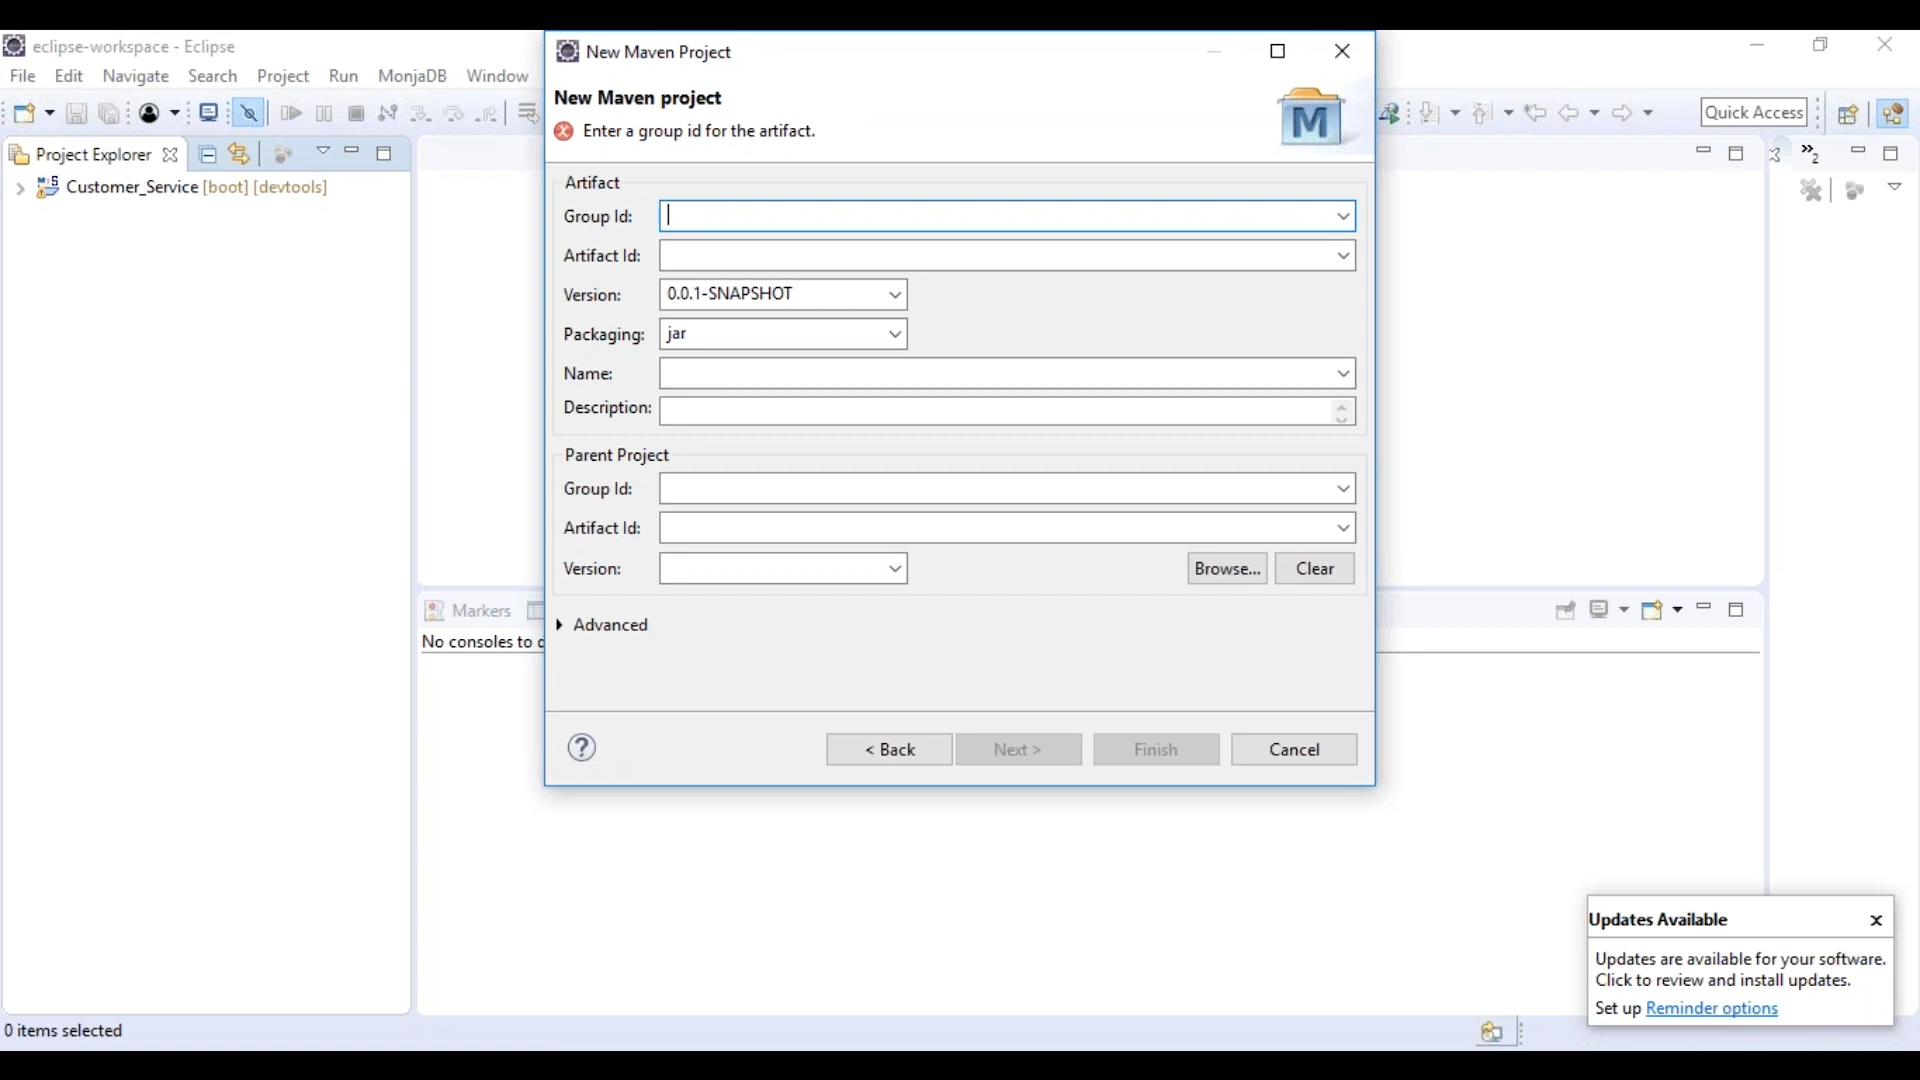 eclipse-workspace - Eclipse
File Edit Navigate Search Project Run MonjaDB Window
Quick Access
Project Explorer
Customer_Service [boot] [devtools]
New Maven Project
New Maven project
Enter a group id for the artifact.
M
Artifact
Group Id:
Artifact Id:
Version: 0.0.1-SNAPSHOT
Packaging: jar
Name:
Description:
Parent Project
Group Id:
Artifact Id:
Version:
Browse... Clear
Advanced
? < Back Next > Finish Cancel
2
Markers
No consoles to
Updates Available
Updates are available for your software.
Click to review and install updates.
Set up Reminder options
0 items selected